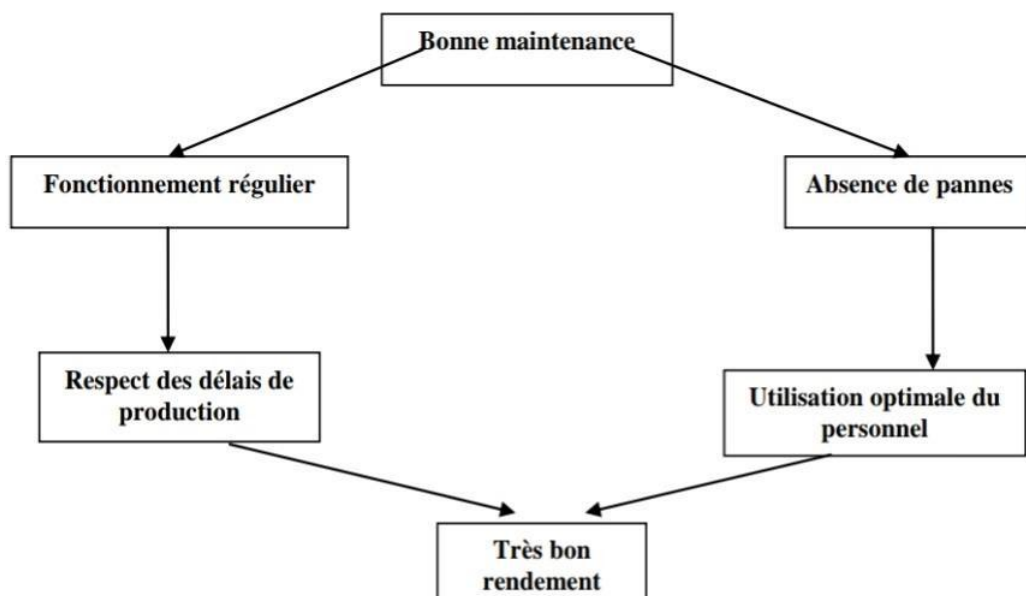 Bonne maintenance
Fonctionnement régulier
Absence de pannes
Respect des délais de
production
Utilisation optimale du
personnel
Très bon
rendement